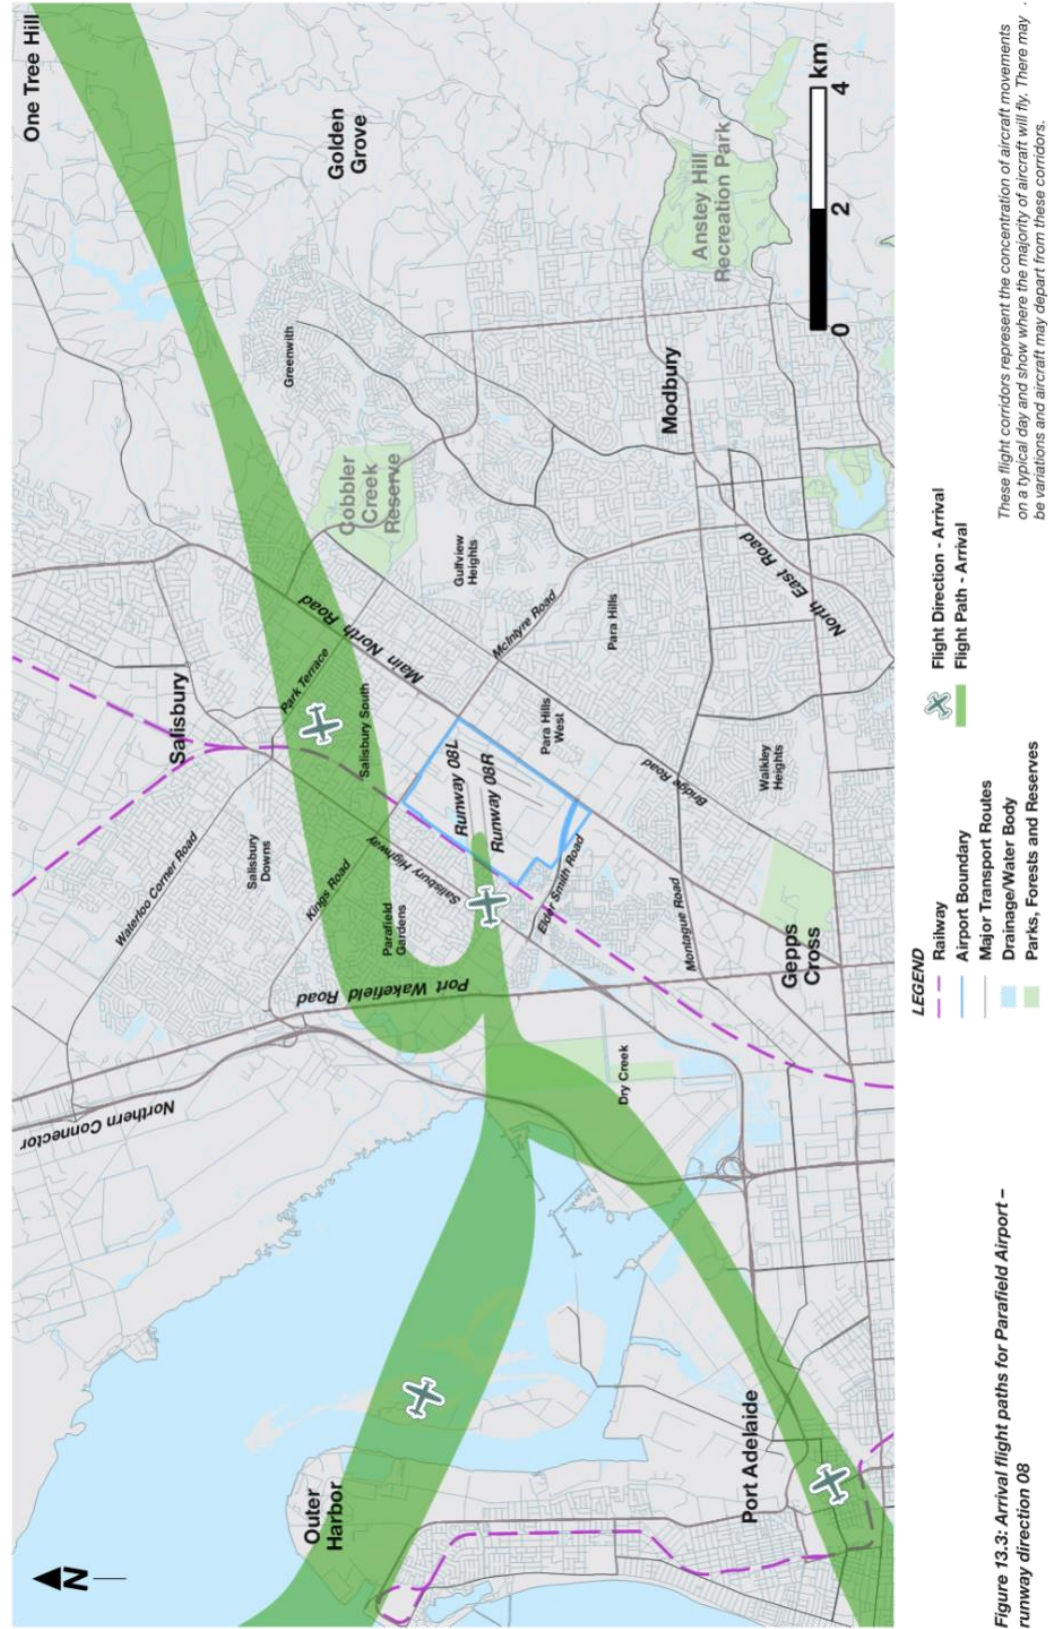 One Tree Hill
Golden
Grove
Greenwith
Cobbler
Creek
Reserve
Anstey Hill
Recreation Park
0
2
4
km
Salisbury
Park Terrace
Main North
Road
Salisbury South
Gulfview
Heights
McIntyre Road
Modbury
Para Hills
North East Road
Waterloo Corner Road
Salisbury
Downs
Kings Road
Salisbury Highway
Parafield
Gardens
Runway 08L
Runway 08R
Para Hills
West
Elder Smith Road
Bridge Road
Walkley
Heights
Montague Road
Gepps
Cross
Port Wakefield Road
Northern Connector
Dry Creek
Outer
Harbor
Port Adelaide
N
LEGEND
Railway
Airport Boundary
Major Transport Routes
Drainage/Water Body
Parks, Forests and Reserves
Flight Direction - Arrival
Flight Path - Arrival
Figure 13.3: Arrival flight paths for Parafield Airport –
runway direction 08
These flight corridors represent the concentration of aircraft movements
on a typical day and show where the majority of aircraft will fly. There may
be variations and aircraft may depart from these corridors.